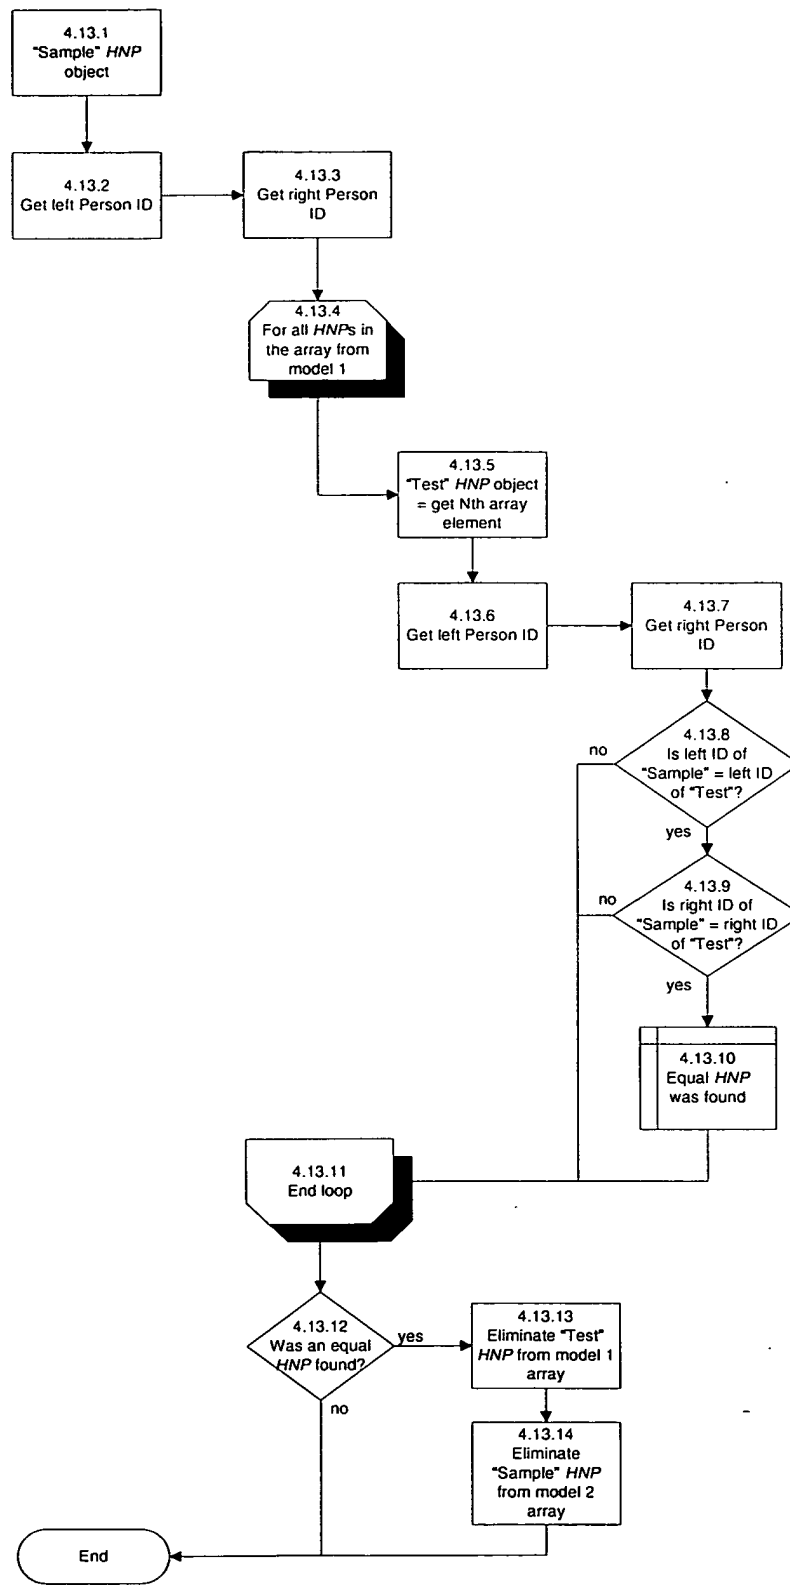 4.13.1
"Sample" HNP
object
4.13.2
Get left Person ID
4.13.3
Get right Person
ID
4.13.4
For all HNPs in
the array from
model 1
4.13.5
"Test" HNP object
= get Nth array
element
4.13.6
Get left Person ID
4.13.7
Get right Person
ID
4.13.8
Is left ID of
"Sample" = left ID
of "Test"?
no
yes
4.13.9
Is right ID of
"Sample" = right ID
of "Test"?
no
yes
4.13.10
Equal HNP
was found
4.13.11
End loop
4.13.12
Was an equal
HNP found?
yes
no
4.13.13
Eliminate "Test"
HNP from model 1
array
4.13.14
Eliminate
"Sample" HNP
from model 2
array
End